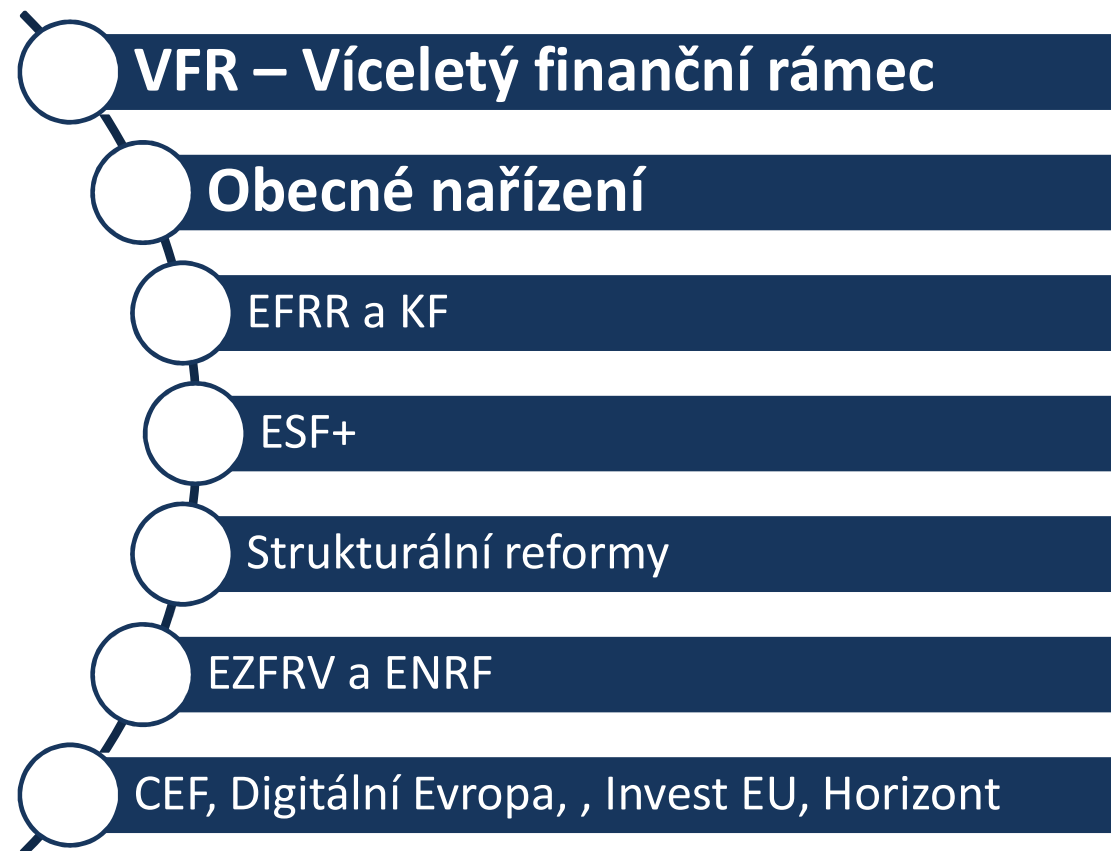 VFR – Víceletý finanční rámec
Obecné nařízení
EFRR a KF
ESF+
Strukturální reformy
EZFRV a ENRF
CEF, Digitální Evropa, , Invest EU, Horizont